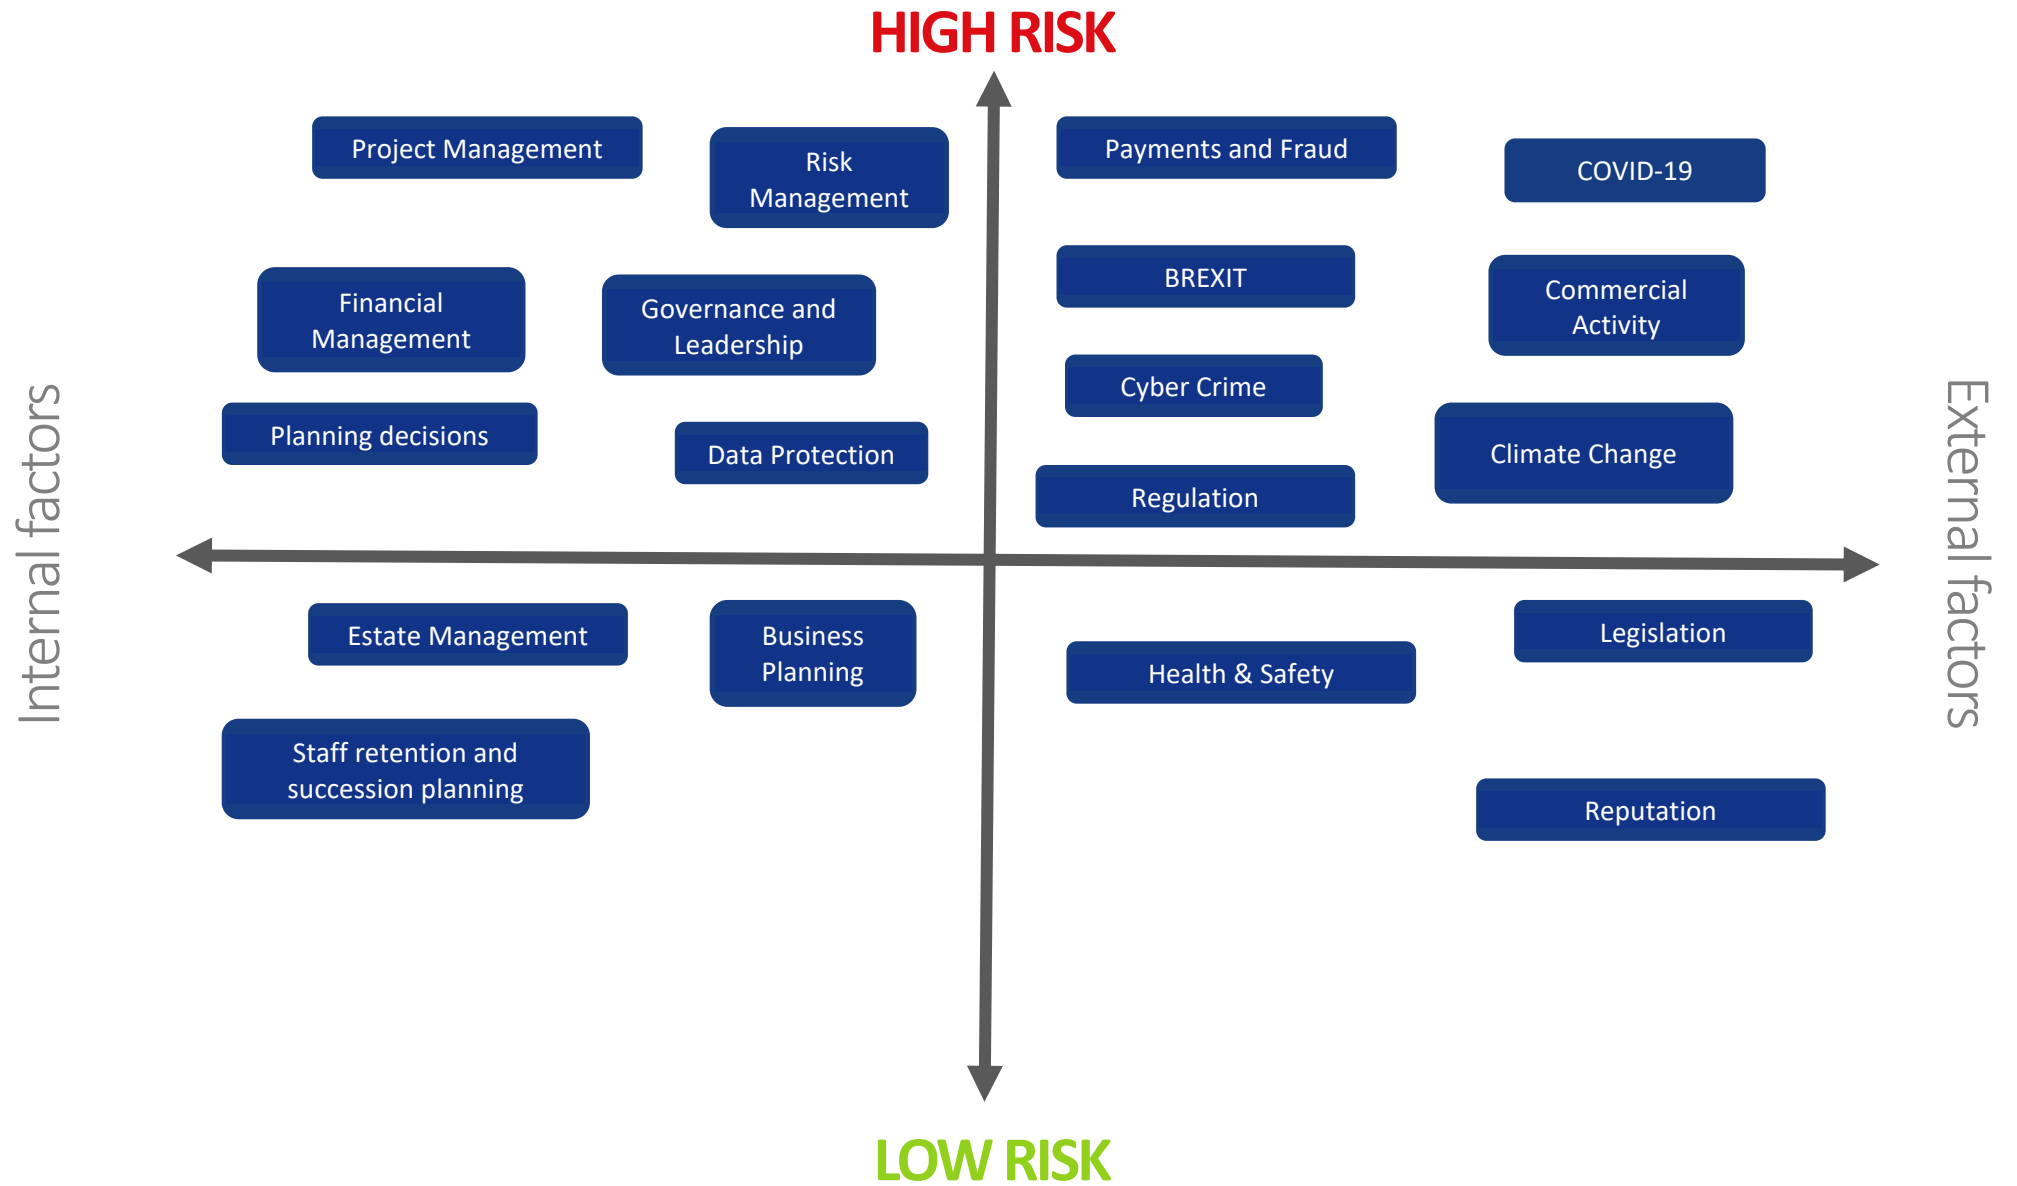 HIGH RISK
Project Management
Risk
Management
Payments and Fraud
COVID-19
Financial
Management
Governance and
Leadership
BREXIT
Commercial
Activity
Cyber Crime
Planning decisions
Data Protection
Climate Change
Regulation
Internal factors
External factors
Estate Management
Business
Planning
Health & Safety
Legislation
Staff retention and
succession planning
Reputation
LOW RISK